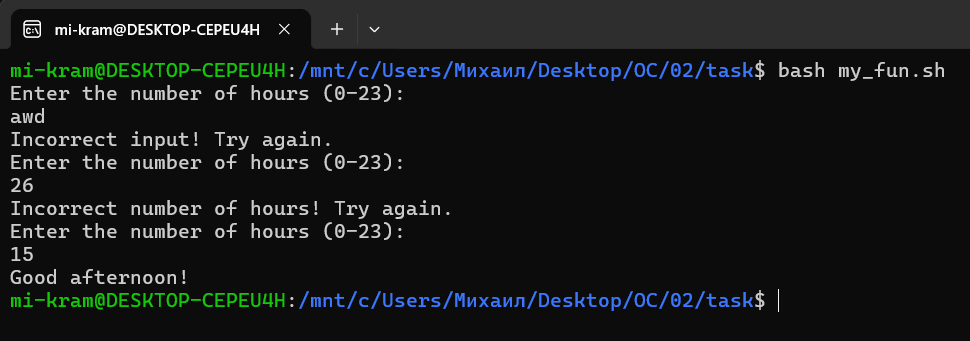 mi-kram@DESKTOP-CEPEU4H
mi-kram@DESKTOP-CEPEU4H:/mnt/c/Users/Михаил/Desktop/ОС/02/task$ bash my_fun.sh
Enter the number of hours (0-23):
awd
Incorrect input! Try again.
Enter the number of hours (0-23):
26
Incorrect number of hours! Try again.
Enter the number of hours (0-23):
15
Good afternoon!
mi-kram@DESKTOP-CEPEU4H:/mnt/c/Users/Михаил/Desktop/ОС/02/task$